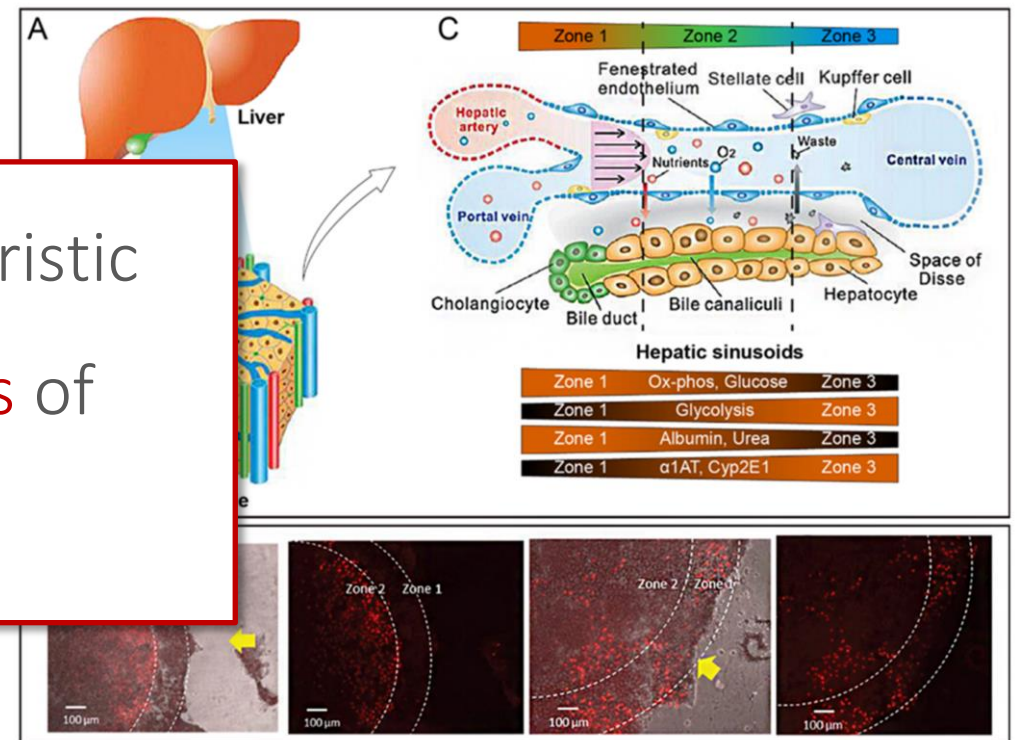 A
Liver
ristic
s of
e
C
Zone 1 Zone 2 Zone 3
Fenestrated
endothelium
Stellate cell
Kupffer cell
Hepatic
artery
Nutrients
O2
Waste
Central vein
Portal vein
Space of
Disse
Cholangiocyte
Bile duct
Bile canaliculi
Hepatocyte
Hepatic sinusoids
Zone 1 Ox-phos, Glucose Zone 3
Zone 1 Glycolysis Zone 3
Zone 1 Albumin, Urea Zone 3
Zone 1 α1AT, Cyp2E1 Zone 3
Zone 2 Zone 1
Zone 2 Zone 1
100 μm
100 μm
100 μm
100 μm